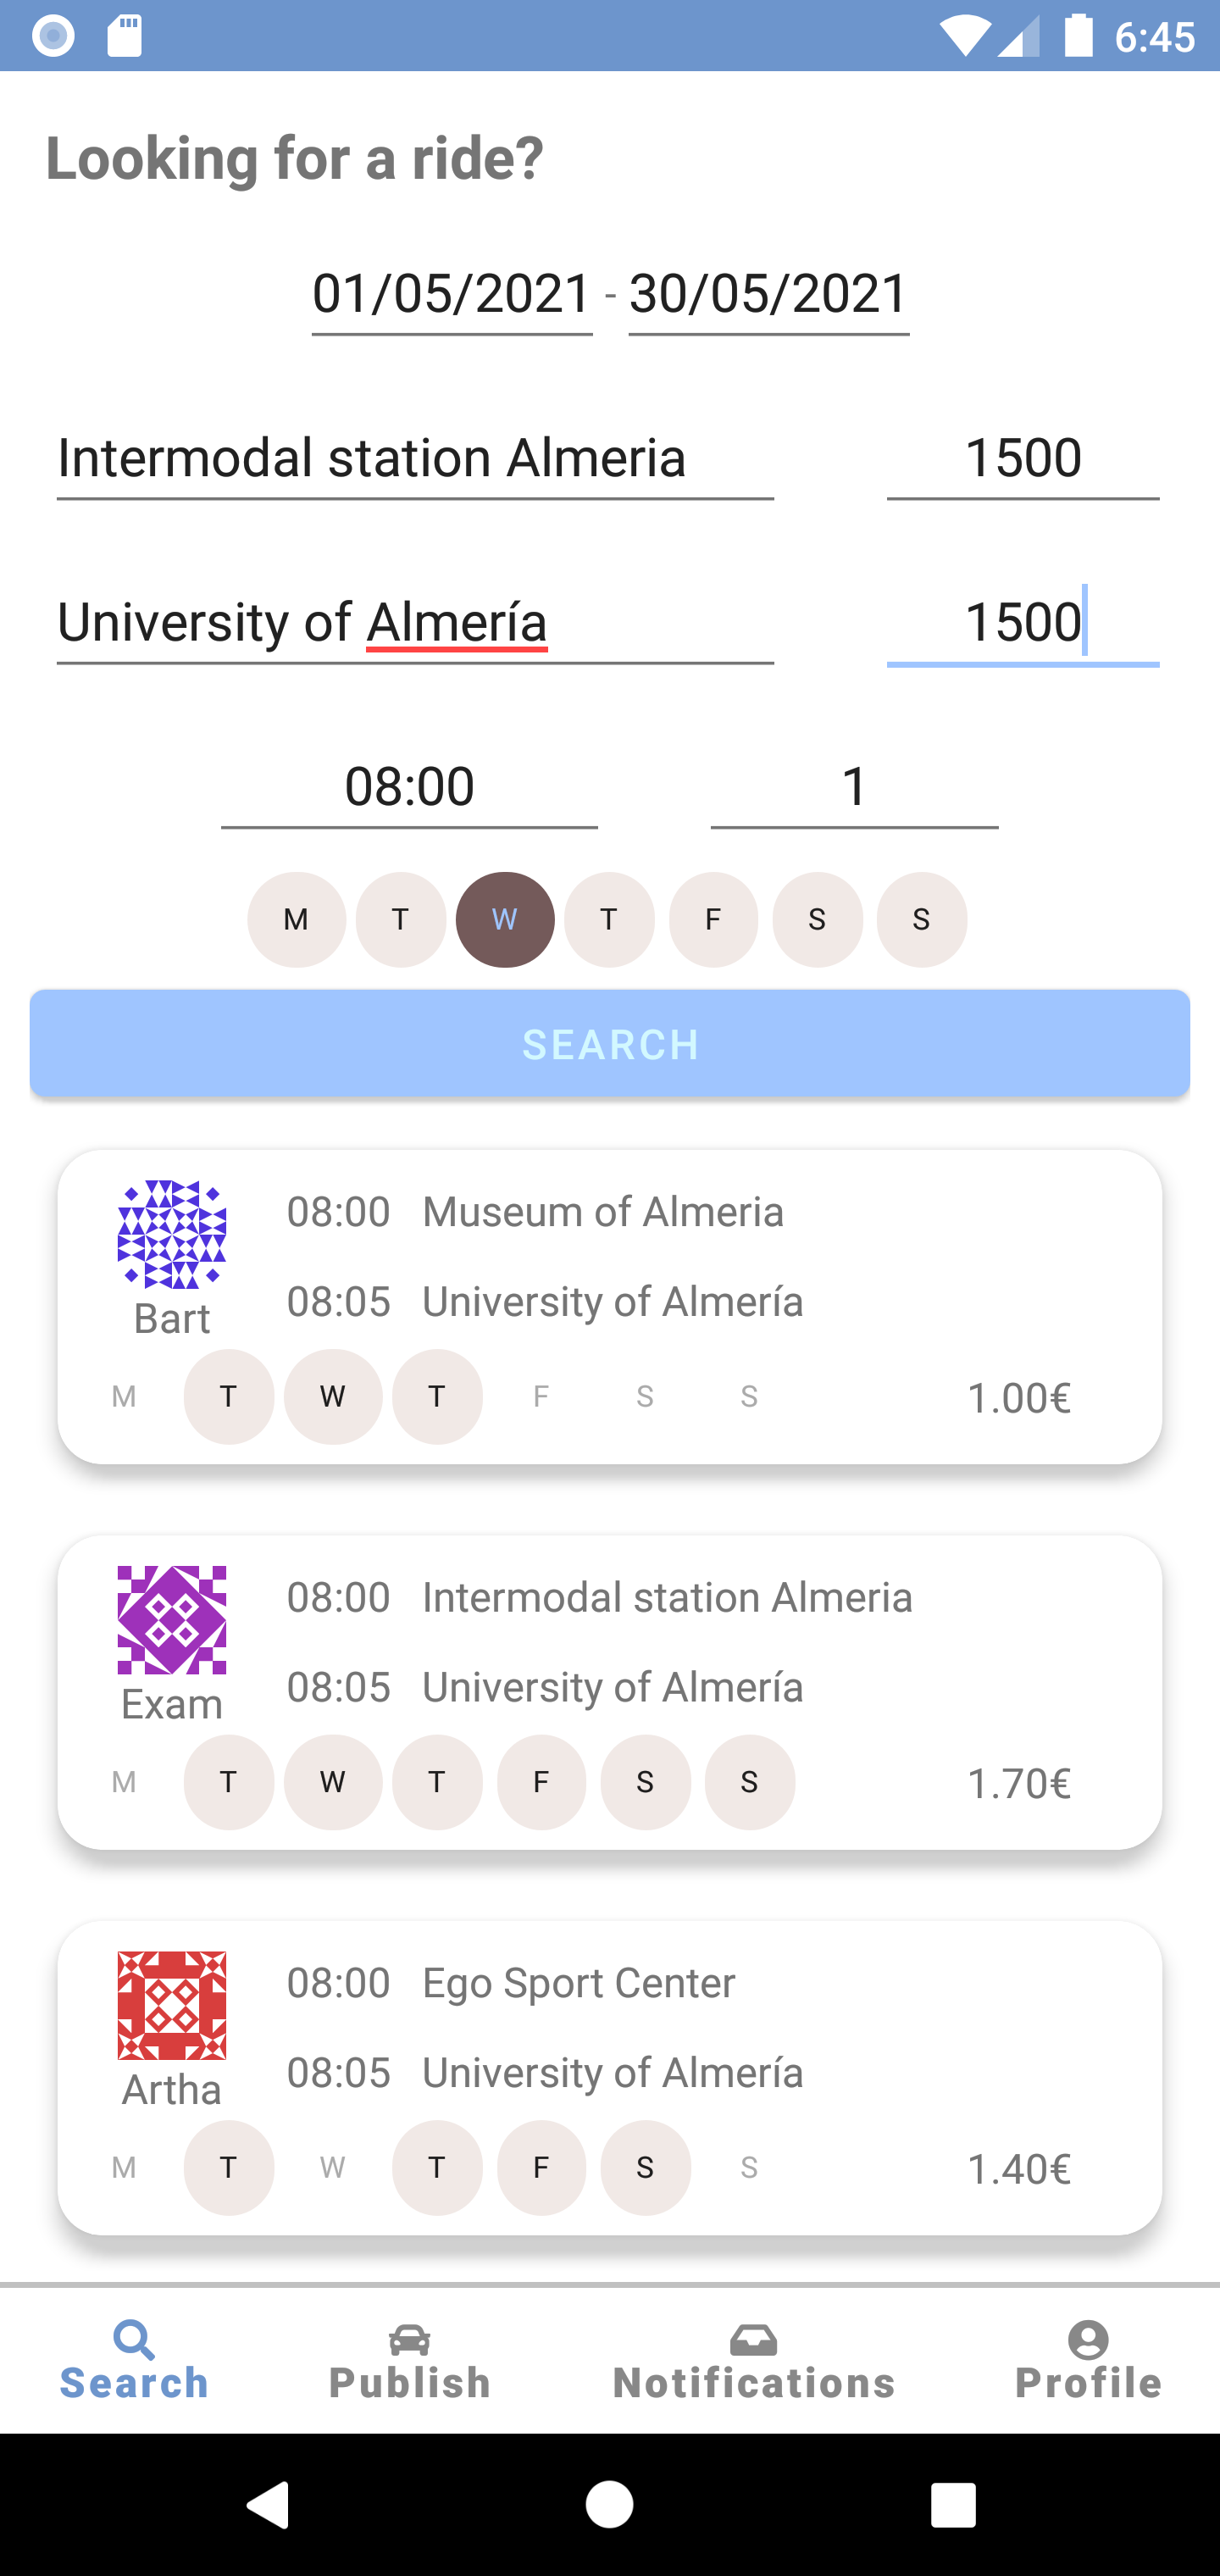 6:45
Looking for a ride?
01/05/2021 - 30/05/2021
Intermodal station Almeria 1500
University of Almería 1500
08:00 1
M T W T F S S
SEARCH
08:00 Museum of Almeria
08:05 University of Almería
Bart
M T W T F S S 1.00€
08:00 Intermodal station Almeria
08:05 University of Almería
Exam
M T W T F S S 1.70€
08:00 Ego Sport Center
08:05 University of Almería
Artha
M T W T F S S 1.40€
Search Publish Notifications Profile